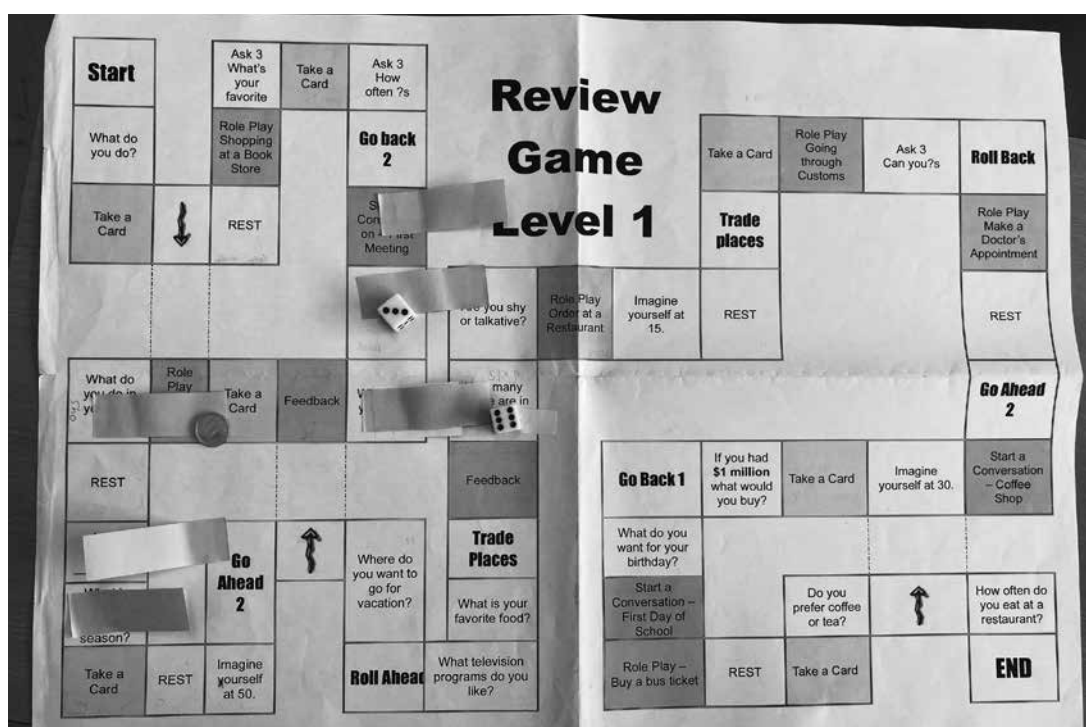 Start
Ask 3
What's
your
favorite
Take a
Card
Ask 3
How
often ?s
Review
Game
Level 1
What do
you do?
Role Play
Shopping
at a Book
Store
Go back
2
Take a Card
Role Play
Going
through
Customs
Ask 3
Can you?s
Roll Back
Take a
Card
REST
on
First
Meeting
Trade
places
Role Play
Make a
Doctor's
Appointment
you shy
or talkative?
Role Play
Order at a
Restaurant
Imagine
yourself at
15.
REST
REST
What do
you do in
Role
Play
Take a
Card
Feedback
many
are in
Go Ahead
2
REST
Feedback
Go Back 1
If you had
$1 million
what would
you buy?
Take a Card
Imagine
yourself at 30.
Start a
Conversation
– Coffee
Shop
Go
Ahead
2
Where do
you want to
go for
vacation?
Trade
Places
What do you
want for your
birthday?
season?
What is your
favorite food?
Start a
Conversation –
First Day of
School
Do you
prefer coffee
or tea?
How often do
you eat at a
restaurant?
Take a
Card
REST
Imagine
yourself
at 50.
Roll Ahead
What television
programs do you
like?
Role Play –
Buy a bus ticket
REST
Take a
Card
END